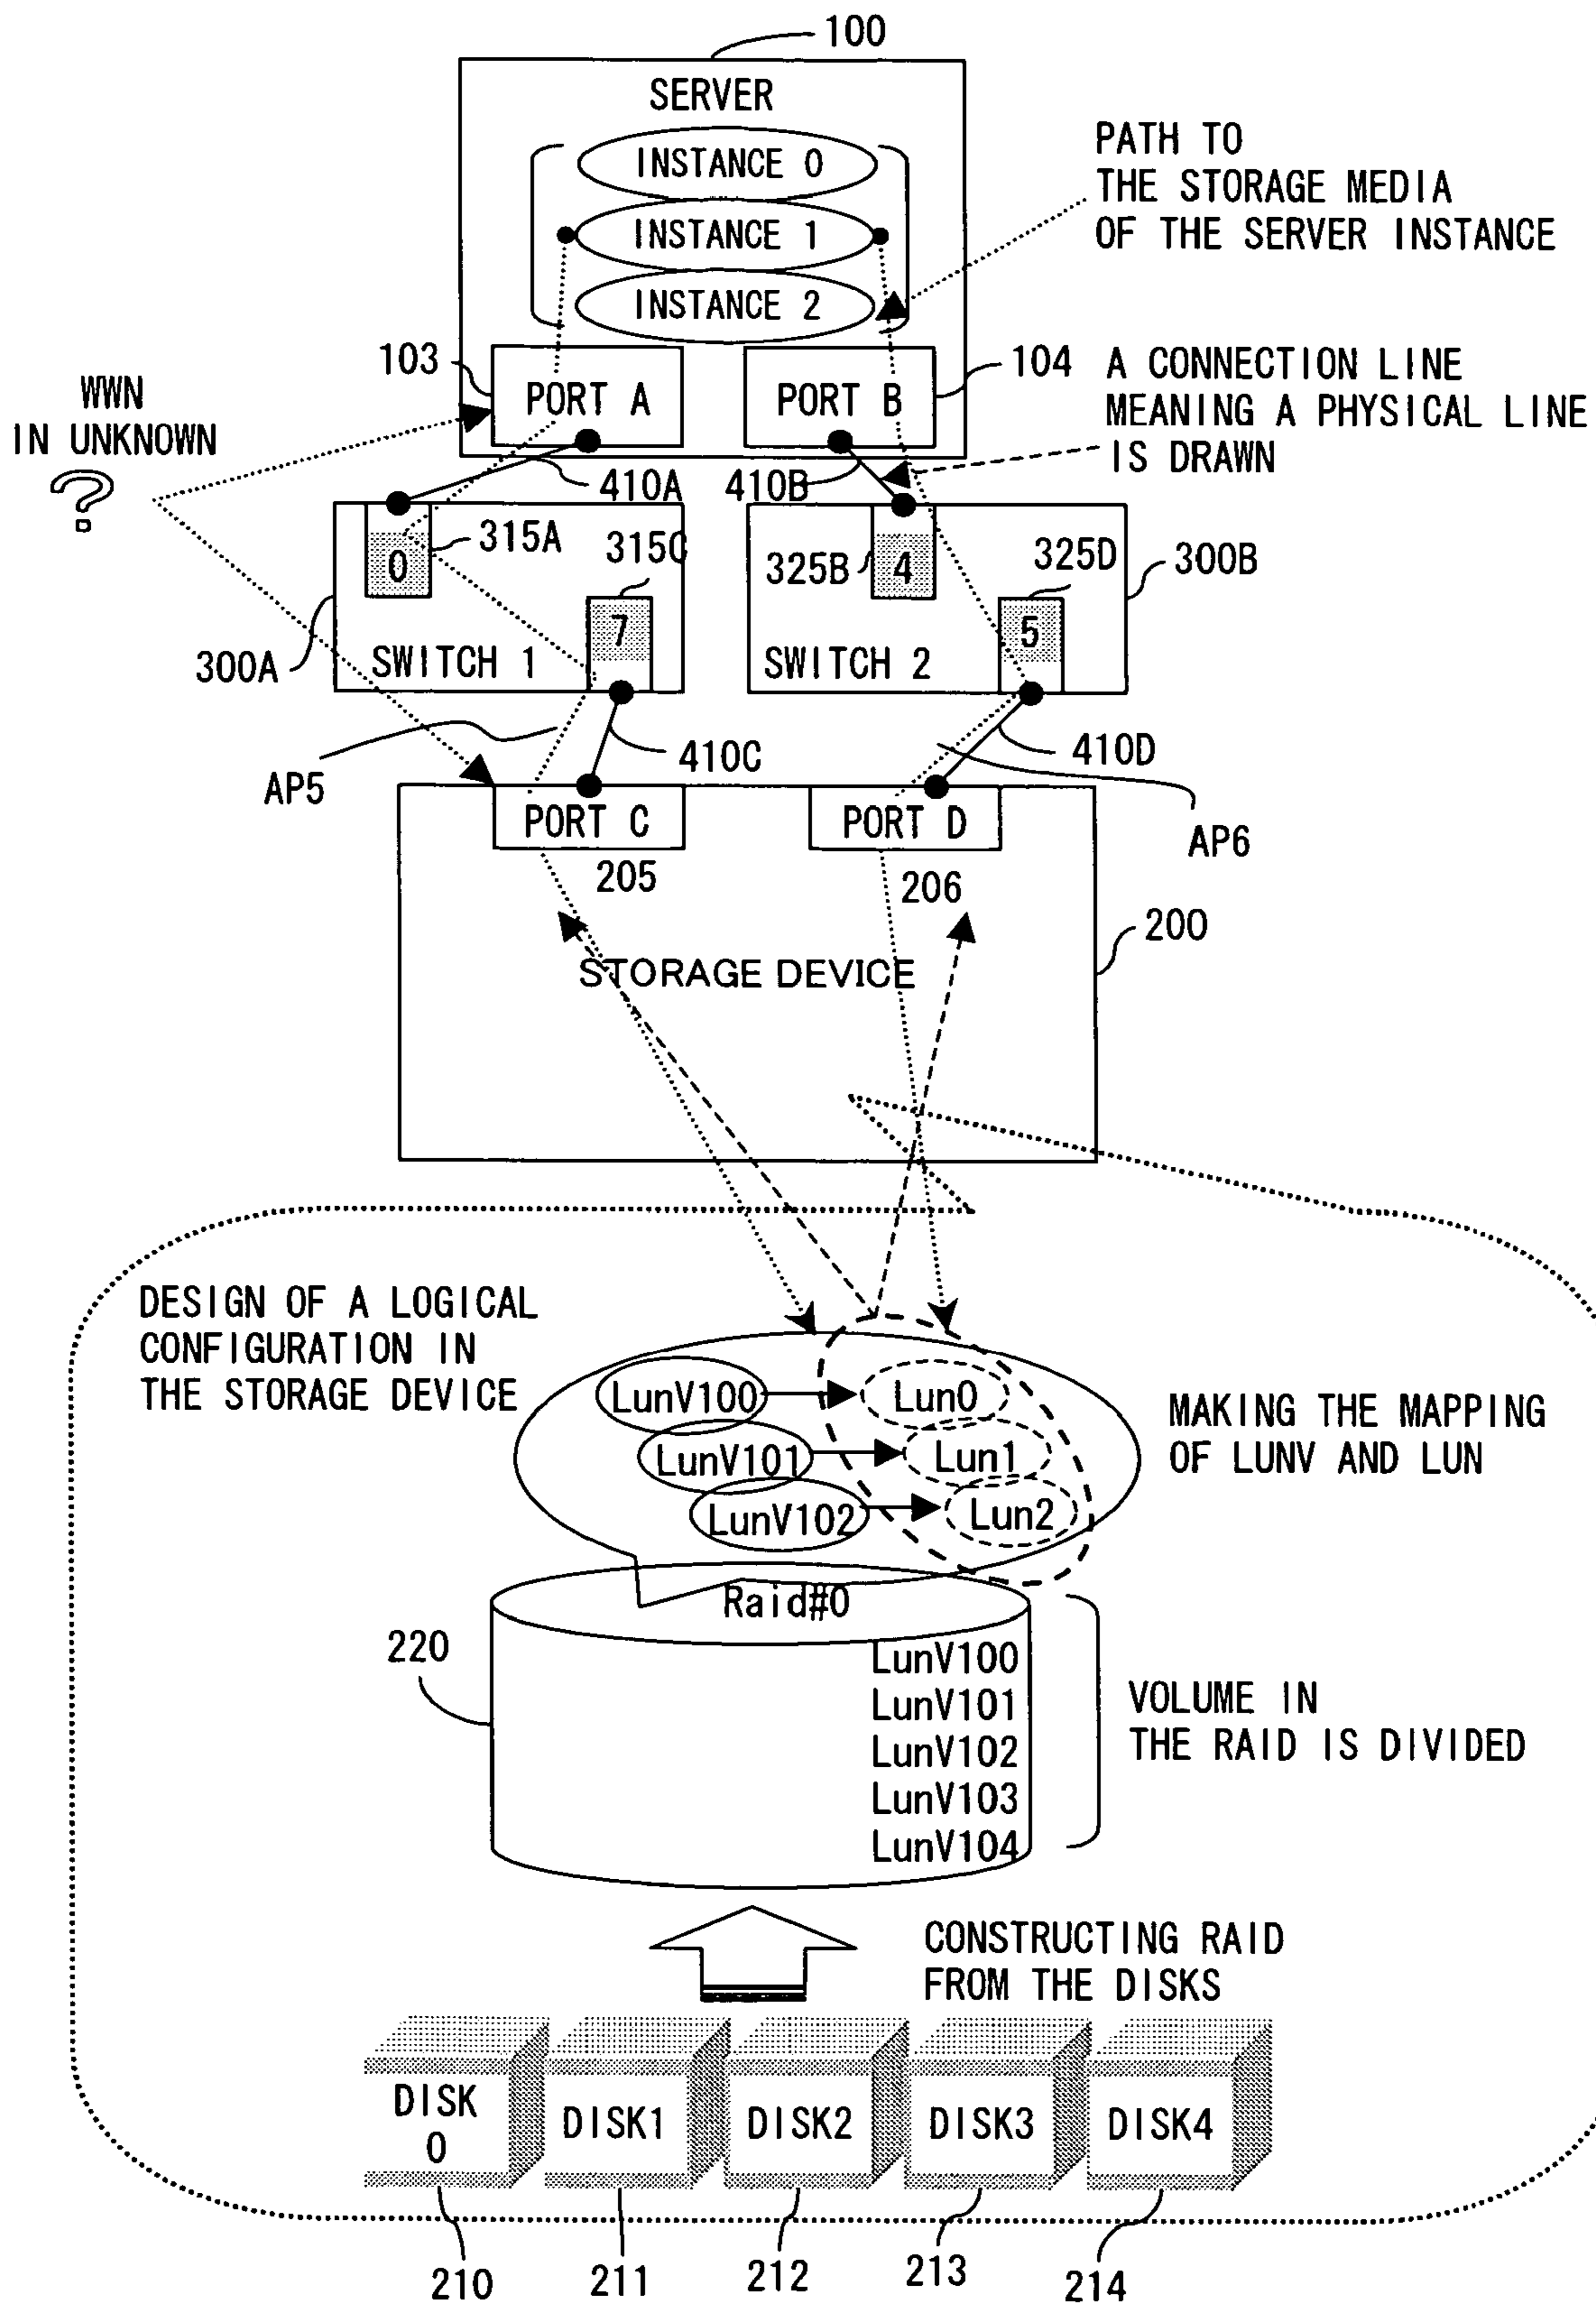 100
SERVER
INSTANCE 0
INSTANCE 1
INSTANCE 2
PATH TO
THE STORAGE MEDIA
OF THE SERVER INSTANCE
103
PORT A
PORT B
104
A CONNECTION LINE
MEANING A PHYSICAL LINE
IS DRAWN
WWN
IN UNKNOWN
?
410A
410B
0
315A
315C
7
300A
SWITCH 1
325B
4
325D
5
300B
SWITCH 2
AP5
410C
410D
AP6
PORT C
205
PORT D
206
200
STORAGE DEVICE
DESIGN OF A LOGICAL
CONFIGURATION IN
THE STORAGE DEVICE
LunV100
Lun0
LunV101
Lun1
LunV102
Lun2
MAKING THE MAPPING
OF LUNV AND LUN
Raid#0
220
LunV100
LunV101
LunV102
LunV103
LunV104
VOLUME IN
THE RAID IS DIVIDED
CONSTRUCTING RAID
FROM THE DISKS
DISK
0
DISK1
DISK2
DISK3
DISK4
210
211
212
213
214